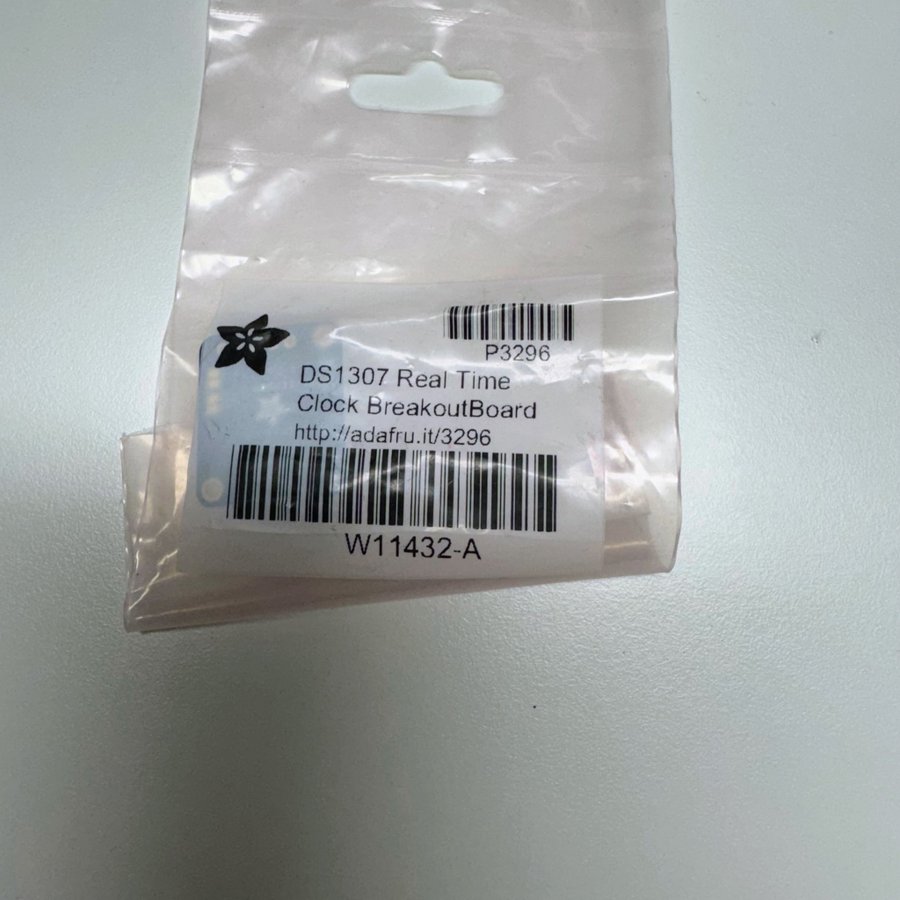 P3296
DS1307 Real Time
Clock BreakoutBoard
http://adafru.it/3296
W11432-A